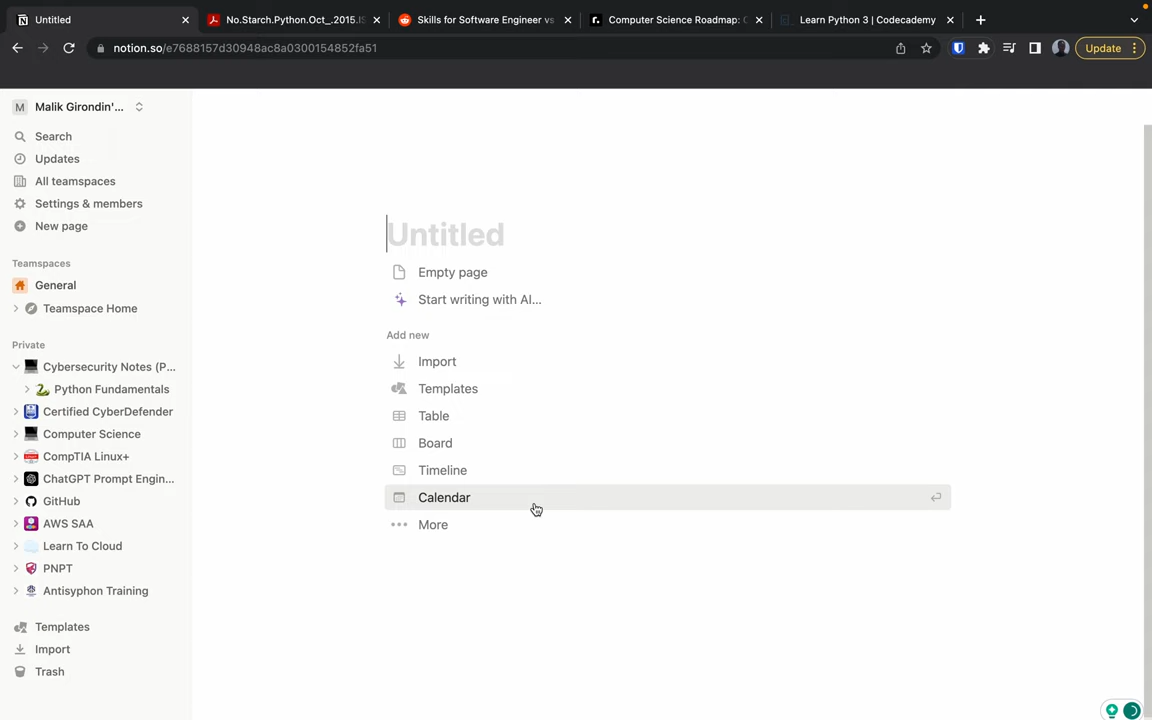 Untitled
No.Starch.Python.Oct_.2015.IS
Skills for Software Engineer vs
Computer Science Roadmap: C
Learn Python 3 | Codecademy
notion.so/e7688157d30948ac8a0300154852fa51
Update
M Malik Girondin'...
Search
Updates
All teamspaces
Settings & members
New page
Teamspaces
General
Teamspace Home
Private
Cybersecurity Notes (P...
Python Fundamentals
Certified CyberDefender
Computer Science
CompTIA Linux+
ChatGPT Prompt Engin...
GitHub
AWS SAA
Learn To Cloud
PNPT
Antisyphon Training
Templates
Import
Trash
Untitled
Empty page
Start writing with AI...
Add new
Import
Templates
Table
Board
Timeline
Calendar
More